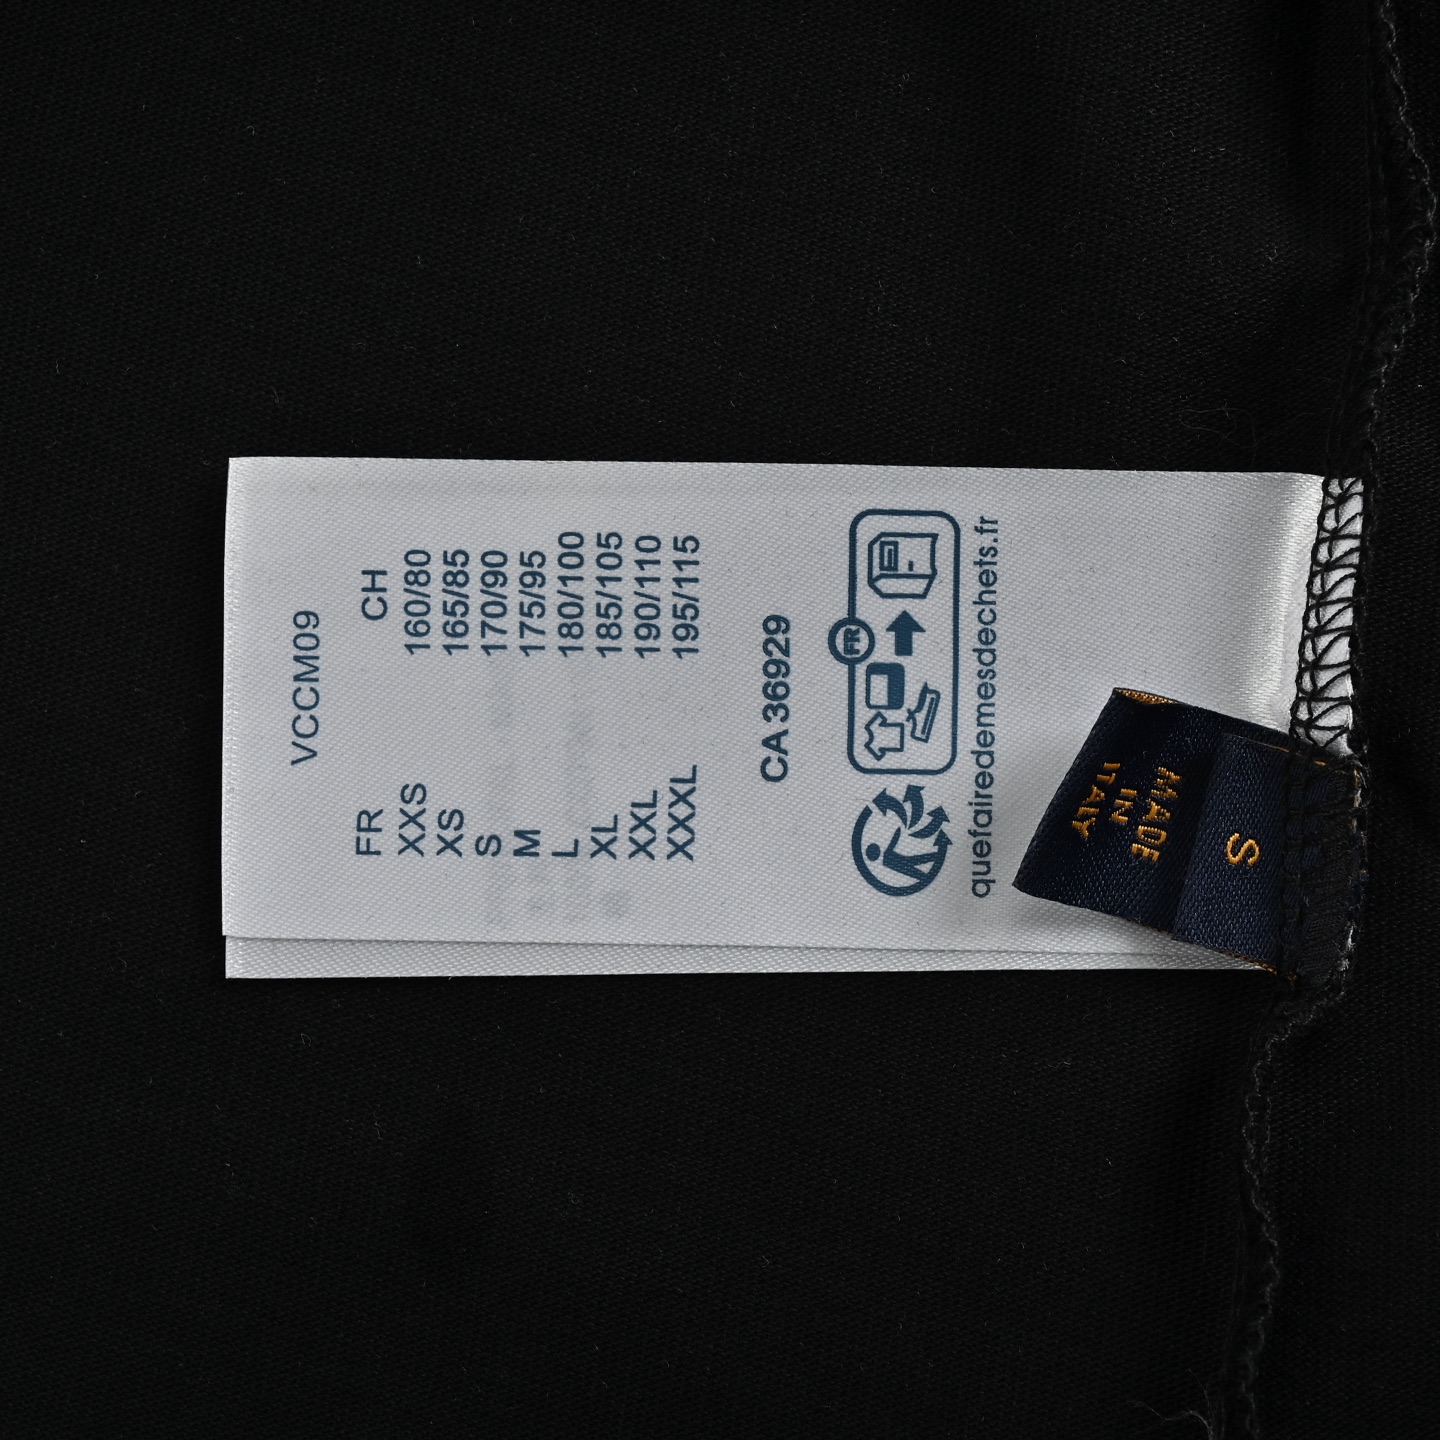 VCCM09
FR CH
XXS 160/80
XS 165/85
S 170/90
M 175/95
L 180/100
XL 185/105
XXL 190/110
XXXL 195/115
CA 36929
FR
quefairedemesdechets.fr
MADE
IN
ITALY
S